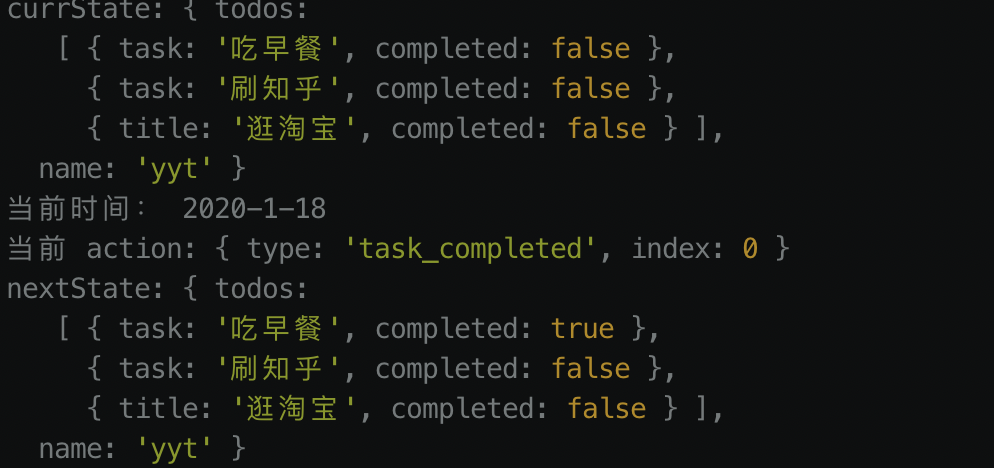 currState: { todos:
[ { task: '吃早餐', completed: false },
{ task: '刷知乎', completed: false },
{ title: '逛淘宝', completed: false } ],
name: 'yyt' }
当前时间： 2020-1-18
当前 action: { type: 'task_completed', index: 0 }
nextState: { todos:
[ { task: '吃早餐', completed: true },
{ task: '刷知乎', completed: false },
{ title: '逛淘宝', completed: false } ],
name: 'yyt' }